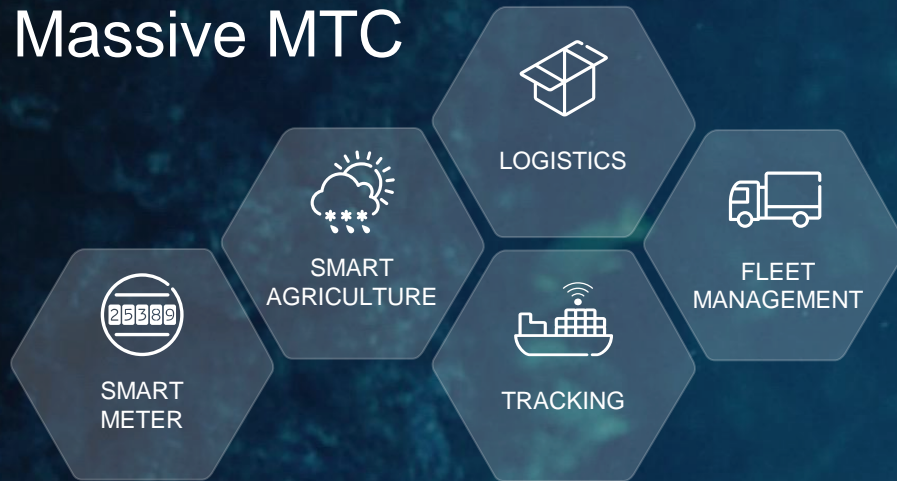 Massive MTC
LOGISTICS
SMART
AGRICULTURE
FLEET
MANAGEMENT
25389
SMART
METER
TRACKING